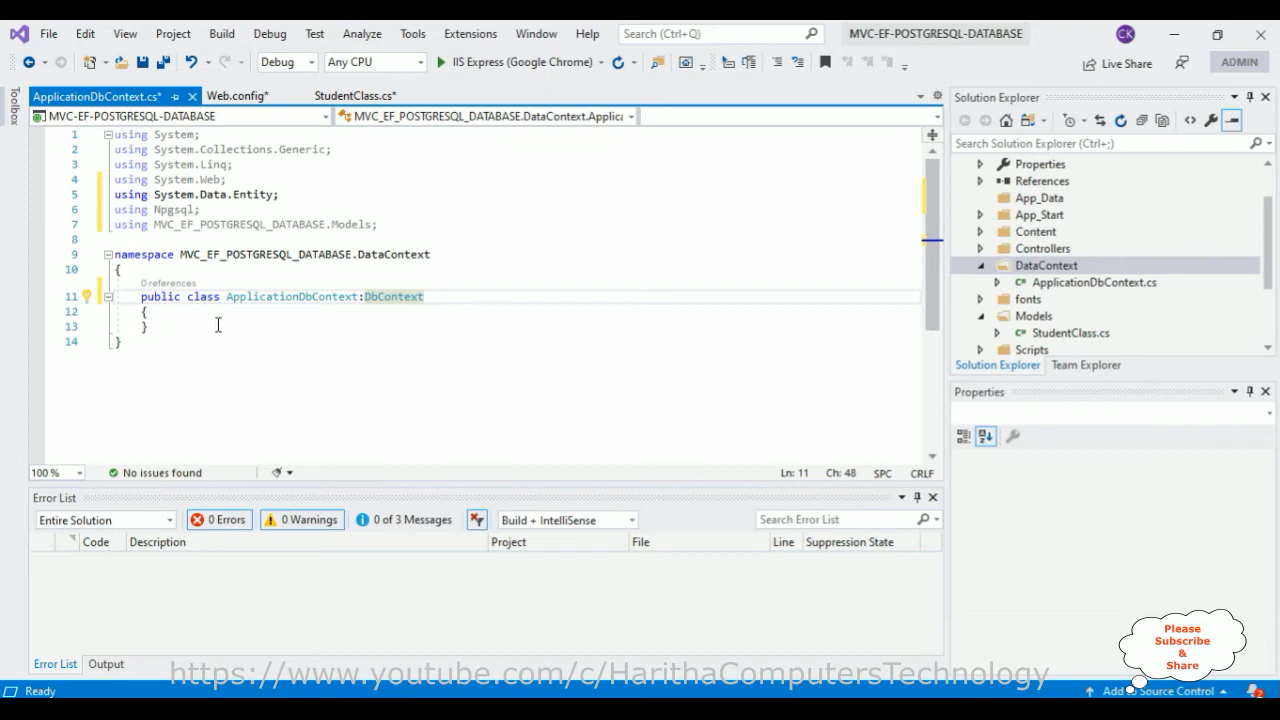 File Edit View Project Build Debug Test Analyze Tools Extensions Window Help Search (Ctrl+Q) MVC-EF-POSTGRESQL-DATABASE CK
Debug Any CPU IIS Express (Google Chrome) Live Share ADMIN
Toolbox
ApplicationDbContext.cs* Web.config* StudentClass.cs*
MVC-EF-POSTGRESQL-DATABASE MVC_EF_POSTGRESQL_DATABASE.DataContext.Applica
1 using System;
2 using System.Collections.Generic;
3 using System.Linq;
4 using System.Web;
5 using System.Data.Entity;
6 using Npgsql;
7 using MVC_EF_POSTGRESQL_DATABASE.Models;
8
9 namespace MVC_EF_POSTGRESQL_DATABASE.DataContext
10 {
0 references
11 public class ApplicationDbContext:DbContext
12 {
13 }
14 }
100 % No issues found Ln: 11 Ch: 48 SPC CRLF
Error List
Entire Solution 0 Errors 0 Warnings 0 of 3 Messages Build + IntelliSense Search Error List
Code Description Project File Line Suppression State
Error List Output
Solution Explorer
Search Solution Explorer (Ctrl+;)
Properties
References
App_Data
App_Start
Content
Controllers
DataContext
ApplicationDbContext.cs
fonts
Models
StudentClass.cs
Scripts
Solution Explorer Team Explorer
Properties
Please
Subscribe
&
Share
https://www.youtube.com/c/HarithaComputersTechnology
Ready Add to Source Control 2